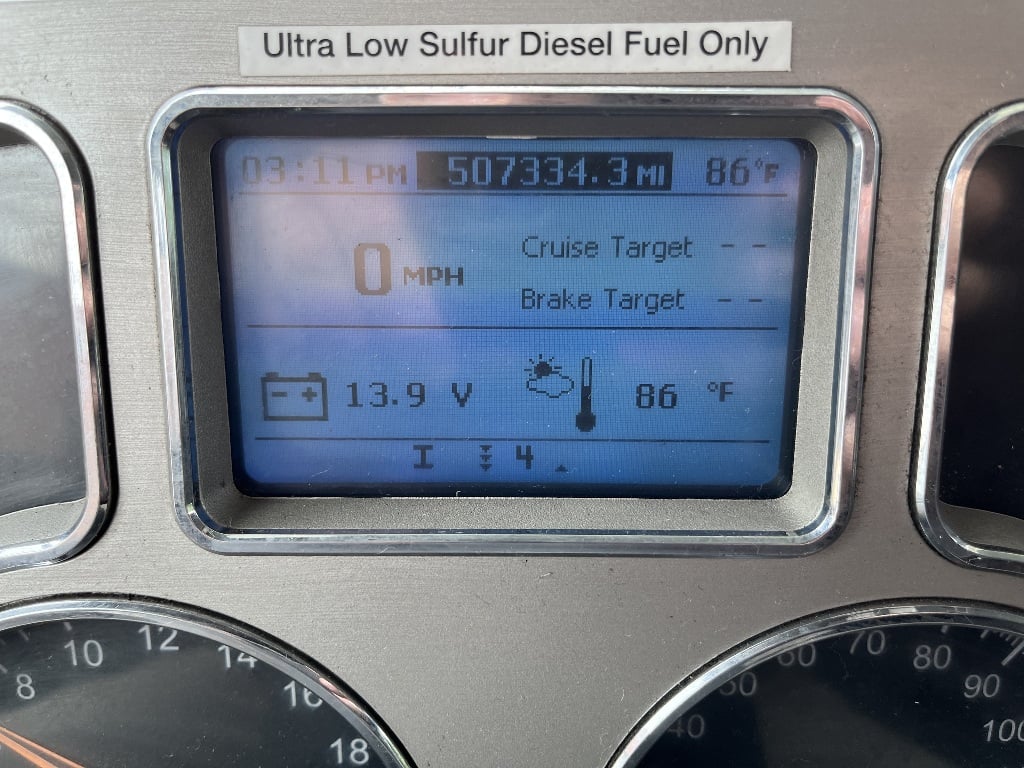 Ultra Low Sulfur Diesel Fuel Only
03:11 PM 507334.3 MI 86°F
0 MPH
Cruise Target --
Brake Target --
- + 13.9 V 86 °F
I 4
8 10 12 14 16 18
40 50 60 70 80 90 100